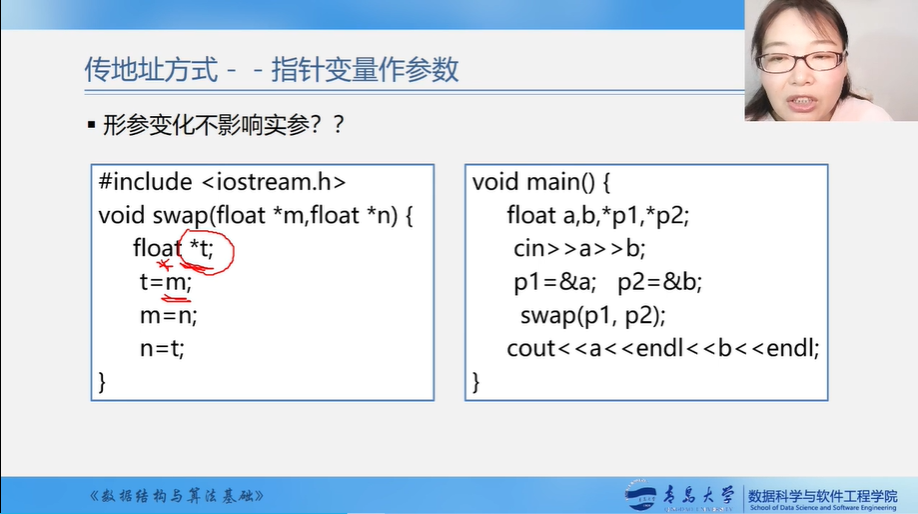 传地址方式 - - 指针变量作参数
▪ 形参变化不影响实参？？
#include <iostream.h>
void swap(float *m,float *n) {
float *t;
t=m;
m=n;
n=t;
}
void main() {
float a,b,*p1,*p2;
cin>>a>>b;
p1=&a; p2=&b;
swap(p1, p2);
cout<<a<<endl<<b<<endl;
}
《数据结构与算法基础》
青岛大学
数据科学与软件工程学院
School of Data Science and Software Engineering